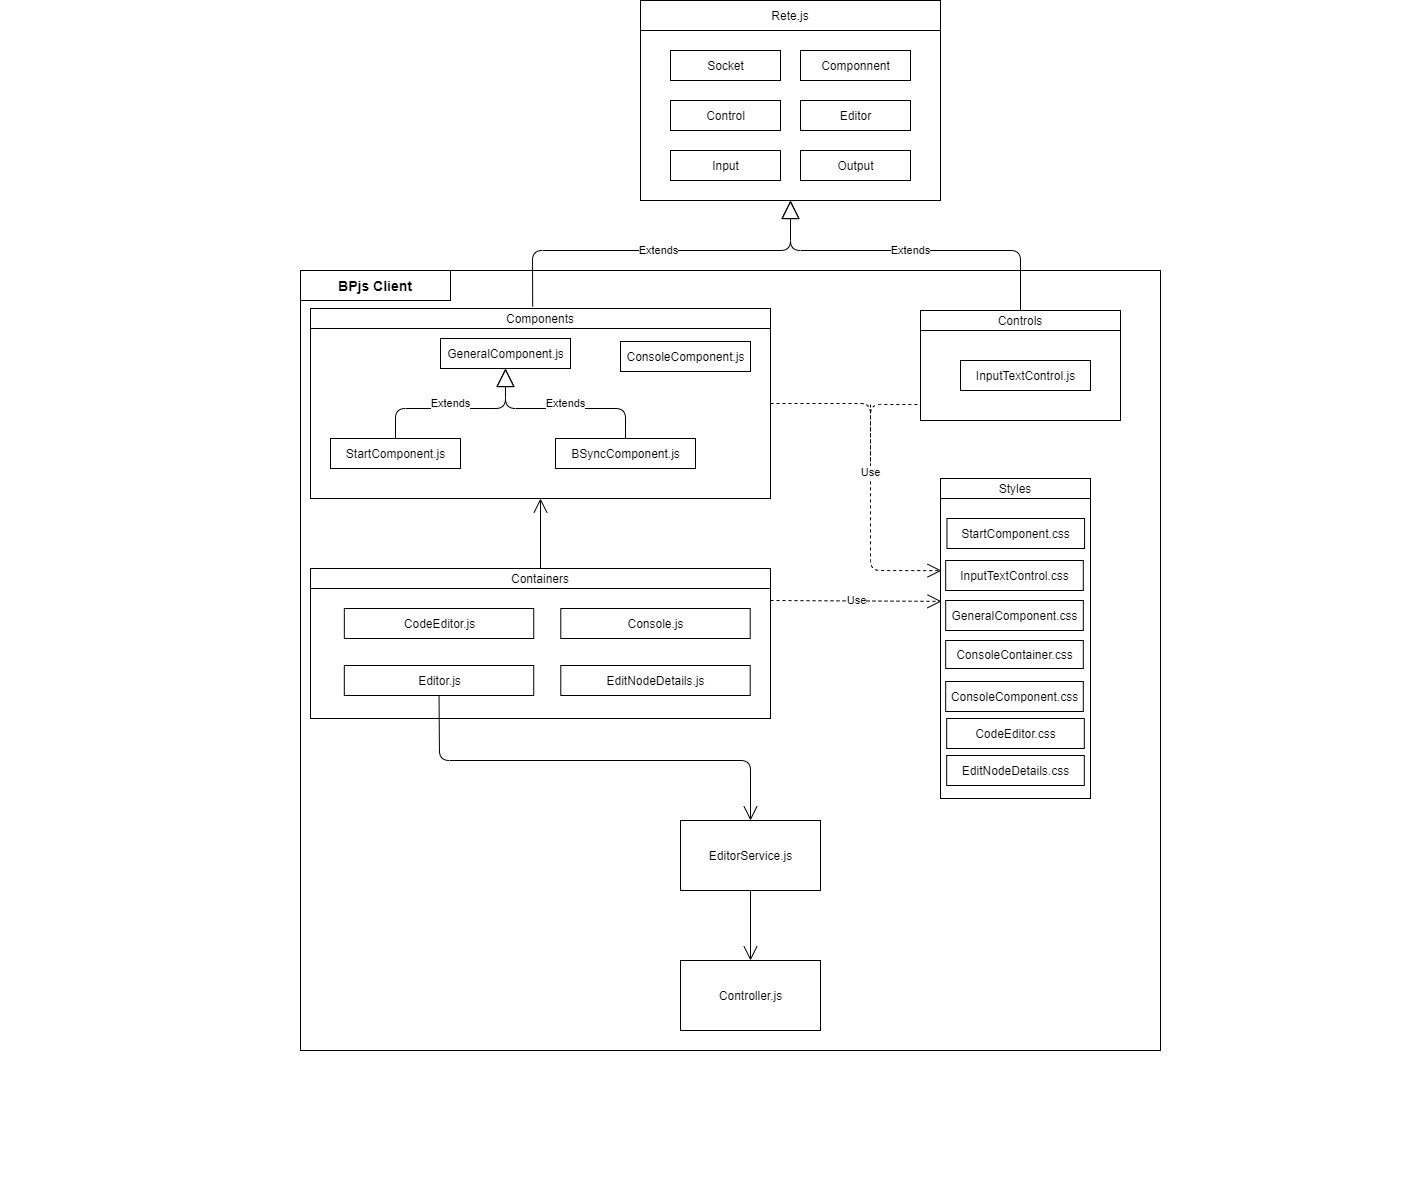 Rete.js
Socket
Componnent
Control
Editor
Input
Output
Extends
Extends
BPjs Client
Components
GeneralComponent.js
ConsoleComponent.js
Extends
Extends
StartComponent.js
BSyncComponent.js
Controls
InputTextControl.js
Use
Styles
StartComponent.css
InputTextControl.css
GeneralComponent.css
ConsoleContainer.css
ConsoleComponent.css
CodeEditor.css
EditNodeDetails.css
Containers
CodeEditor.js
Console.js
Editor.js
EditNodeDetails.js
Use
EditorService.js
Controller.js